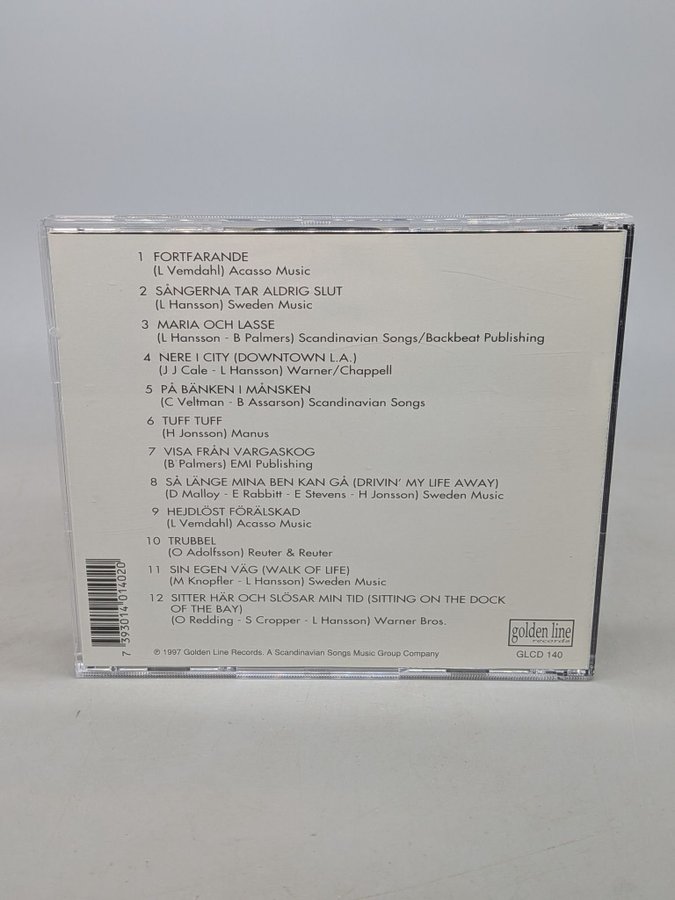 1 FORTFARANDE
(L Vemdahl) Acasso Music
2 SÅNGERNA TAR ALDRIG SLUT
(L Hansson) Sweden Music
3 MARIA OCH LASSE
(L Hansson - B Palmers) Scandinavian Songs/Backbeat Publishing
4 NERE I CITY (DOWNTOWN L.A.)
(J J Cale - L Hansson) Warner/Chappell
5 PÅ BÄNKEN I MÅNSKEN
(C Veltman - B Assarson) Scandinavian Songs
6 TUFF TUFF
(H Jonsson) Manus
7 VISA FRÅN VARGASKOG
(B Palmers) EMI Publishing
8 SÅ LÄNGE MINA BEN KAN GÅ (DRIVIN' MY LIFE AWAY)
(D Malloy - E Rabbitt - E Stevens - H Jonsson) Sweden Music
9 HEJDLÖST FÖRÄLSKAD
(L Vemdahl) Acasso Music
10 TRUBBEL
(O Adolfsson) Reuter & Reuter
11 SIN EGEN VÄG (WALK OF LIFE)
(M Knopfler - L Hansson) Sweden Music
12 SITTER HÄR OCH SLÖSAR MIN TID (SITTING ON THE DOCK
OF THE BAY)
(O Redding - S Cropper - L Hansson) Warner Bros.
7 393014 014020
℗ 1997 Golden Line Records. A Scandinavian Songs Music Group Company
golden line
records
GLCD 140